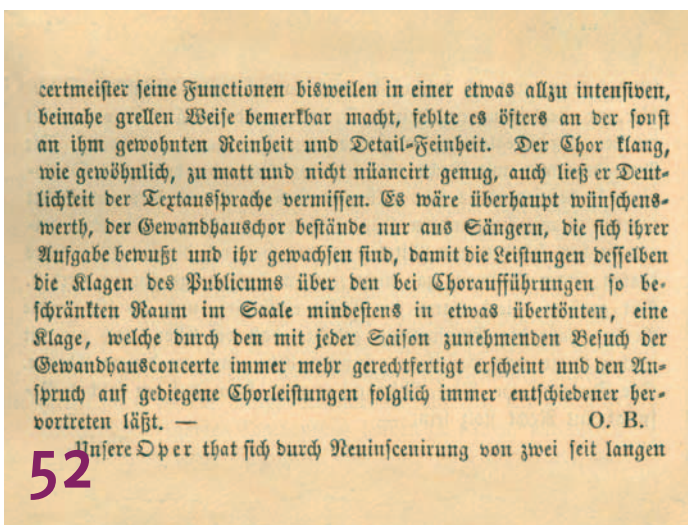 certmeister seine Functionen bisweilen in einer etwas allzu intensiven,
beinahe grellen Weise bemerkbar macht, fehlte es öfters an der sonst
an ihm gewohnten Reinheit und Detail-Feinheit. Der Chor klang,
wie gewöhnlich, zu matt und nicht nüancirt genug, auch ließ er Deut-
lichkeit der Textaussprache vermissen. Es wäre überhaupt wünschens-
werth, der Gewandhauschor bestände nur aus Sängern, die sich ihrer
Aufgabe bewußt und ihr gewachsen sind, damit die Leistungen desselben
die Klagen des Publicums über den bei Choraufführungen so be-
schränkten Raum im Saale mindestens in etwas übertönten, eine
Klage, welche durch den mit jeder Saison zunehmenden Besuch der
Gewandhausconcerte immer mehr gerechtfertigt erscheint und den An-
spruch auf gediegene Chorleistungen folglich immer entschiedener her-
vortreten läßt. — O. B.
Unsere Oper that sich durch Neuinscenirung von zwei seit langen
52